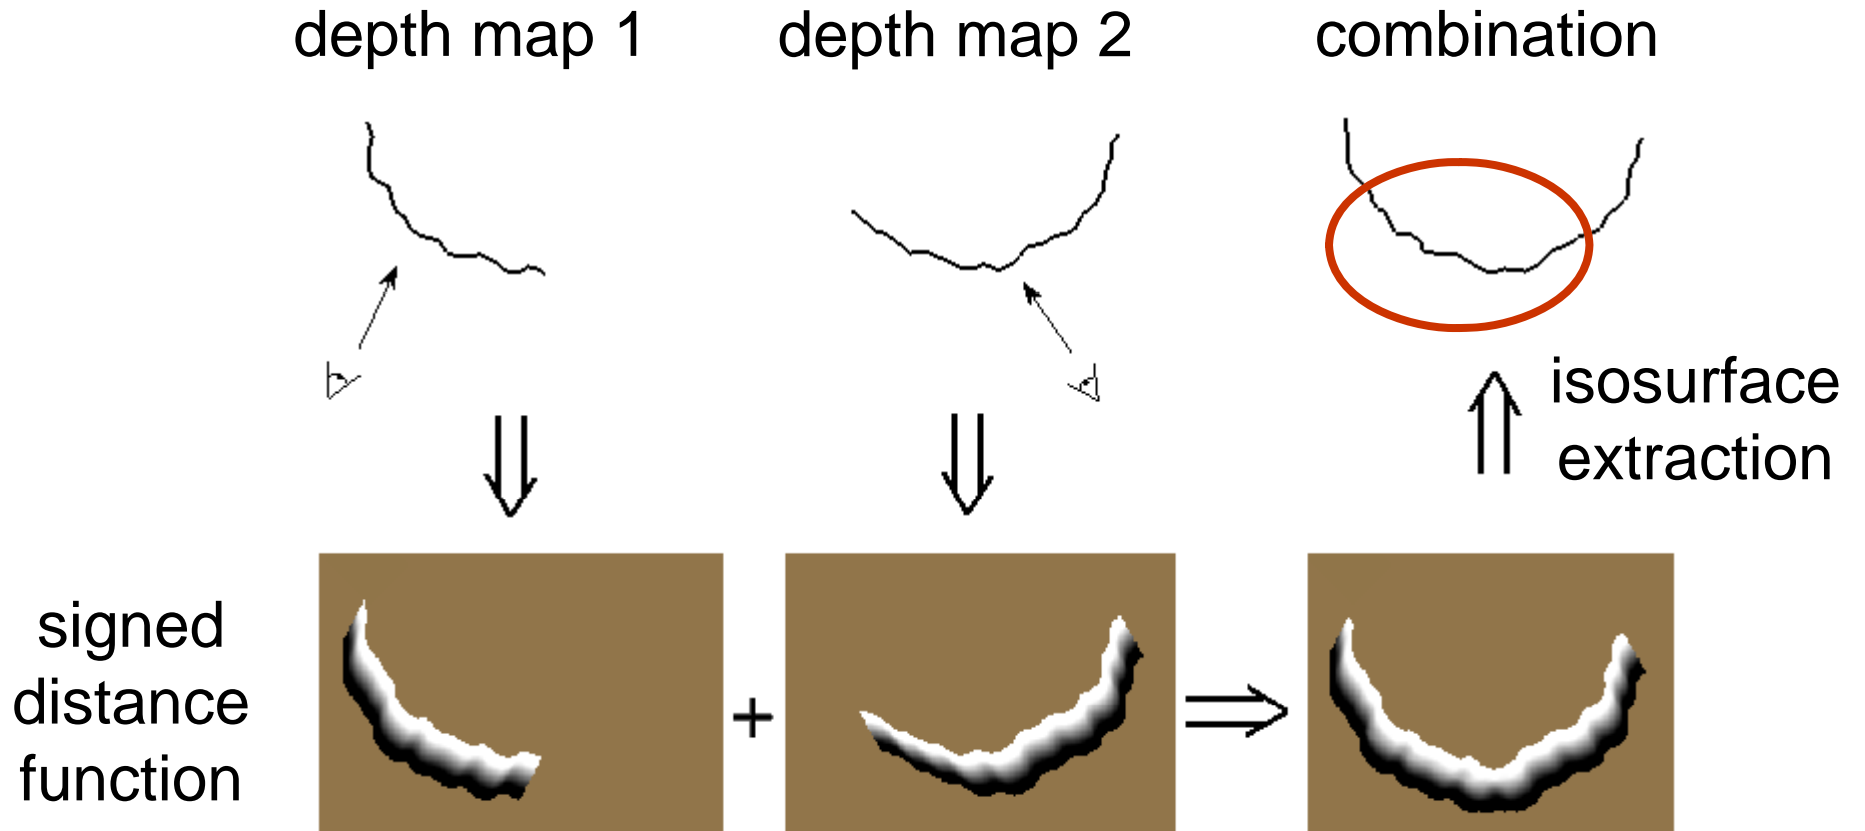 depth map 1
depth map 2
combination
isosurface
extraction
signed
distance
function
+